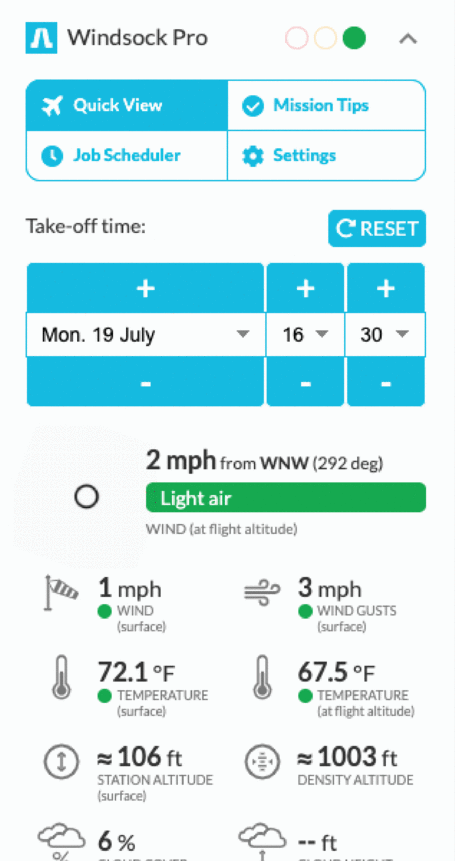 Windsock Pro
Quick View
Mission Tips
Job Scheduler
Settings
Take-off time:
RESET
+ + +
Mon. 19 July 16 30
- - -
2 mph from WNW (292 deg)
Light air
WIND (at flight altitude)
1 mph
WIND
(surface)
3 mph
WIND GUSTS
(surface)
72.1 °F
TEMPERATURE
(surface)
67.5 °F
TEMPERATURE
(at flight altitude)
≈ 106 ft
STATION ALTITUDE
(surface)
≈ 1003 ft
DENSITY ALTITUDE
%
6 %
-- ft